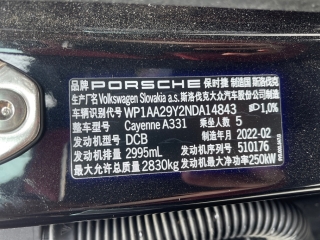 品牌 PORSCHE 保时捷 制造国 斯洛伐克
生产厂名 Volkswagen Slovakia a.s. 斯洛伐克大众汽车股份公司
车辆识别代号 WP1AA29Y2NDA14843 1,0%
整车型号 Cayenne A331 乘坐人数 5
发动机型号 DCB 制造年月 2022-02
发动机排量 2995mL 发动机序号 510176
最大允许总质量 2830kg 发动机最大净功率 250kW